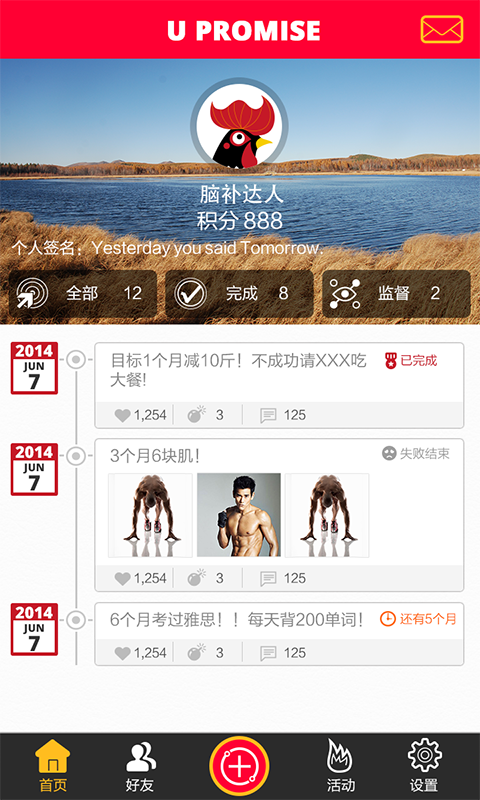 U PROMISE
脑补达人
积分 888
个人签名：Yesterday you said Tomorrow.
全部 12
完成 8
监督 2
2014
JUN
7
目标1个月减10斤！不成功请XXX吃
大餐!
已完成
1,254 3 125
2014
JUN
7
3个月6块肌！
失败结束
1,254 3 125
2014
JUN
7
6个月考过雅思！！每天背200单词！
还有5个月
1,254 3 125
首页
好友
活动
设置